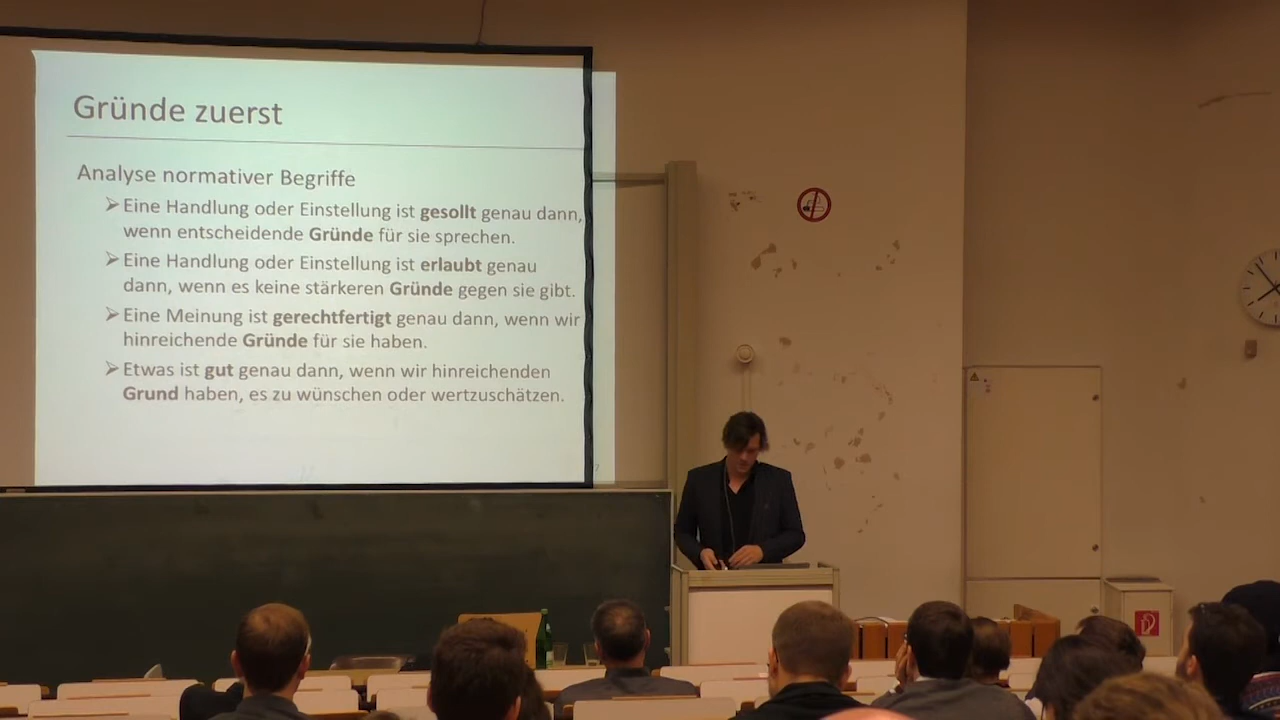 Gründe zuerst
Analyse normativer Begriffe
➢Eine Handlung oder Einstellung ist gesollt genau dann,
wenn entscheidende Gründe für sie sprechen.
➢Eine Handlung oder Einstellung ist erlaubt genau
dann, wenn es keine stärkeren Gründe gegen sie gibt.
➢Eine Meinung ist gerechtfertigt genau dann, wenn wir
hinreichende Gründe für sie haben.
➢Etwas ist gut genau dann, wenn wir hinreichenden
Grund haben, es zu wünschen oder wertzuschätzen.
7